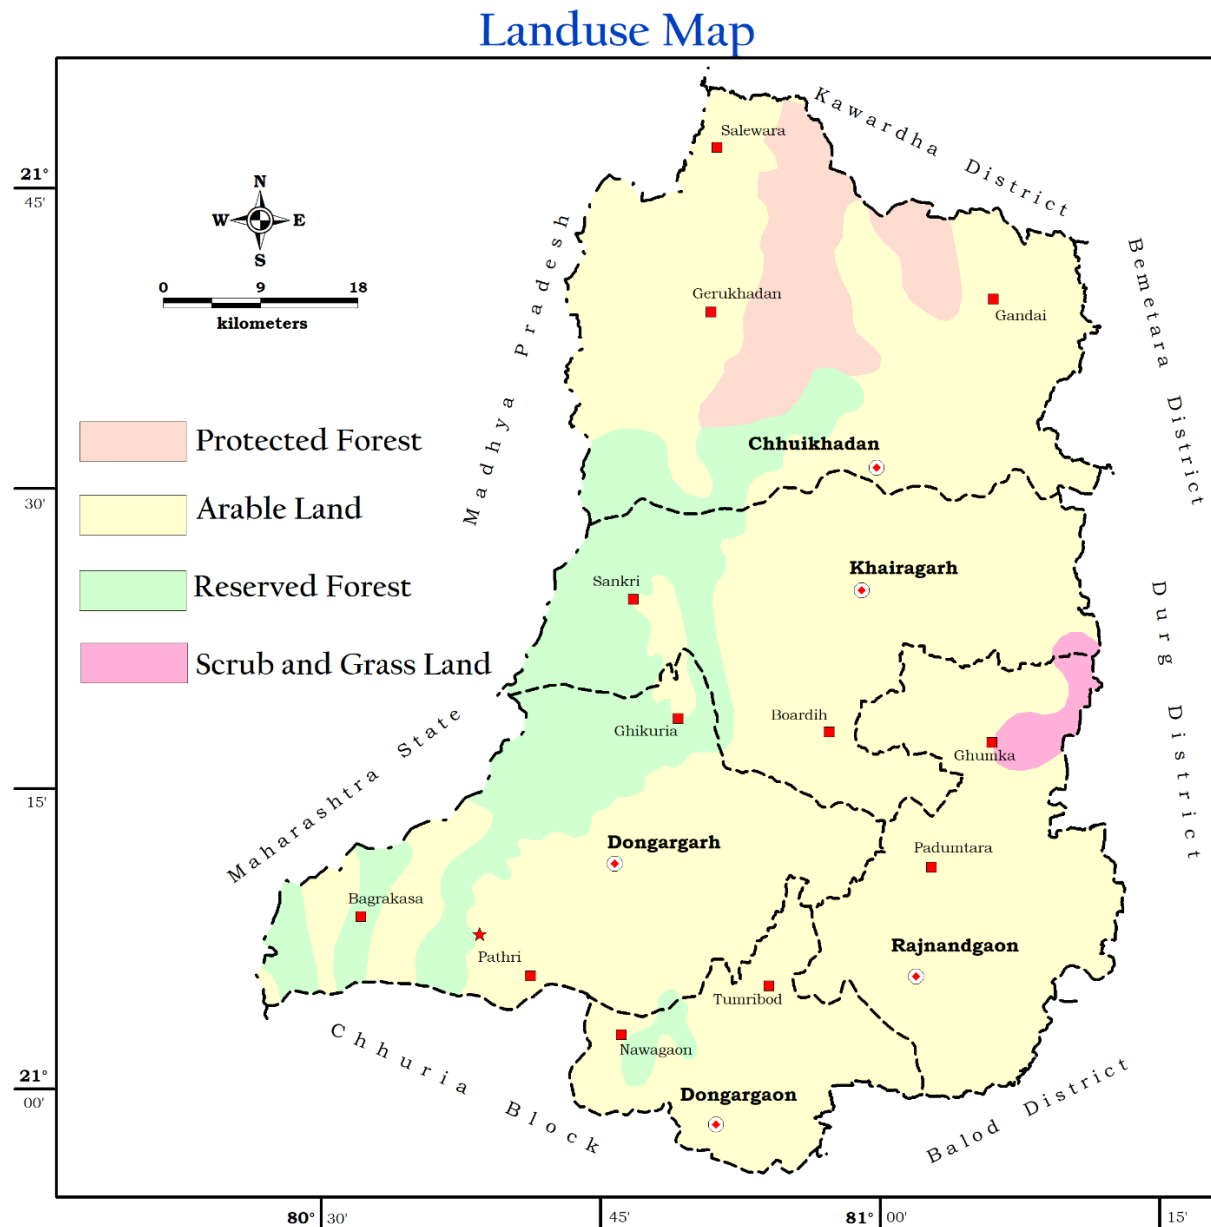 Landuse Map
Kawardha District
Salewara
21°
45'
N
W E
S
0 9 18
kilometers
Madhya Pradesh
Bemetara District
Gerukhadan
Gandai
Protected Forest
Chhuikhadan
30'
Arable Land
Khairagarh
Sankri
Reserved Forest
Durg District
Scrub and Grass Land
Maharashtra State
Ghikuria
Boardih
Ghumka
15'
Dongargarh
Padumtara
Bagrakasa
Rajnandgaon
Pathri
Tumribod
Chhuria Block
Nawagaon
21°
00'
Dongargaon
Balod District
80° 30' 45' 81° 00' 15'